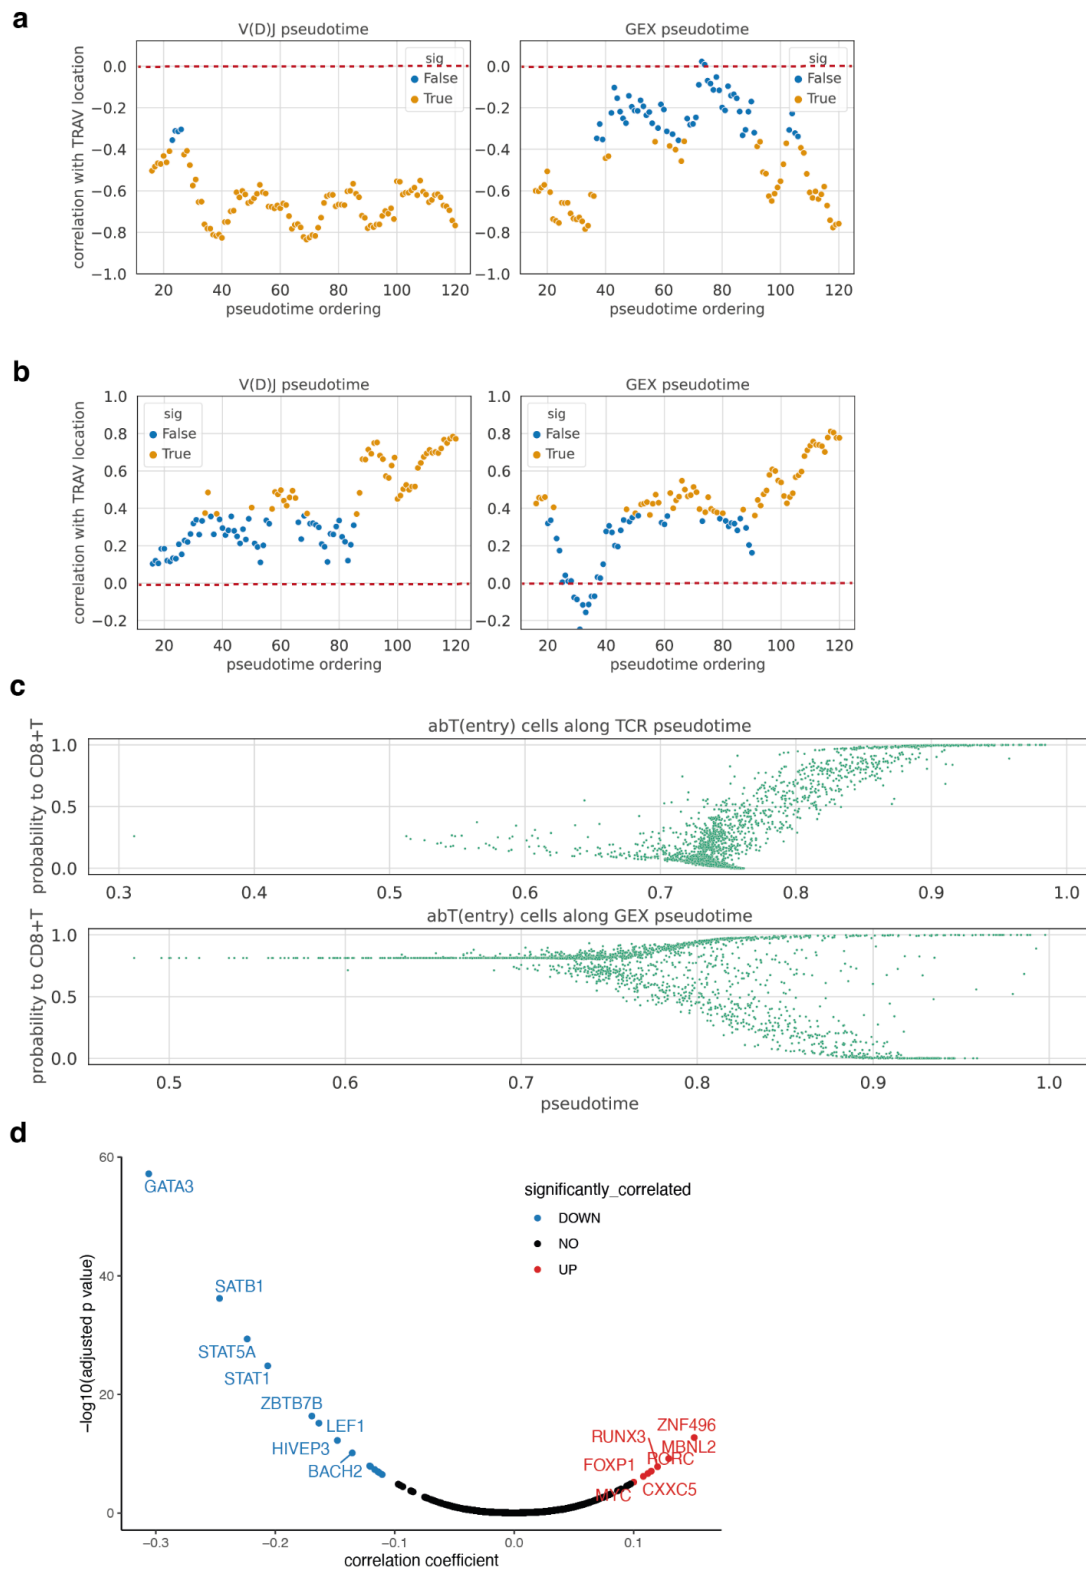 a
V(D)J pseudotime
GEX pseudotime
correlation with TRAV location
0.0
−0.2
−0.4
−0.6
−0.8
−1.0
sig
False
True
20
40
60
80
100
120
pseudotime ordering
0.0
−0.2
−0.4
−0.6
−0.8
−1.0
sig
False
True
20
40
60
80
100
120
pseudotime ordering
b
V(D)J pseudotime
GEX pseudotime
correlation with TRAV location
1.0
0.8
0.6
0.4
0.2
0.0
−0.2
sig
False
True
20
40
60
80
100
120
pseudotime ordering
1.0
0.8
0.6
0.4
0.2
0.0
−0.2
sig
False
True
20
40
60
80
100
120
pseudotime ordering
c
abT(entry) cells along TCR pseudotime
probability to CD8+T
1.0
0.5
0.0
0.3
0.4
0.5
0.6
0.7
0.8
0.9
1.0
abT(entry) cells along GEX pseudotime
probability to CD8+T
1.0
0.5
0.0
0.5
0.6
0.7
0.8
0.9
1.0
pseudotime
d
−log10(adjusted p value)
60
40
20
0
GATA3
SATB1
STAT5A
STAT1
ZBTB7B
LEF1
HIVEP3
BACH2
significantly_correlated
DOWN
NO
UP
ZNF496
RUNX3
MBNL2
RORC
FOXP1
CXXC5
MYC
−0.3
−0.2
−0.1
0.0
0.1
correlation coefficient